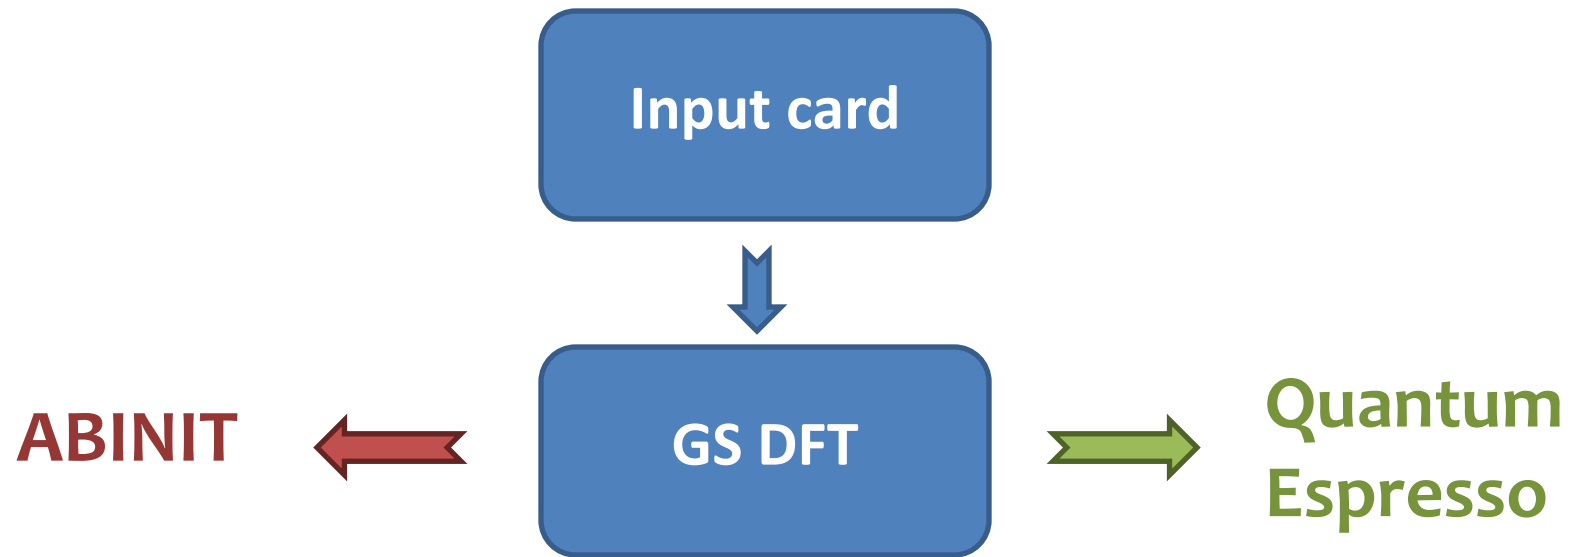 Input card
ABINIT
GS DFT
Quantum
Espresso